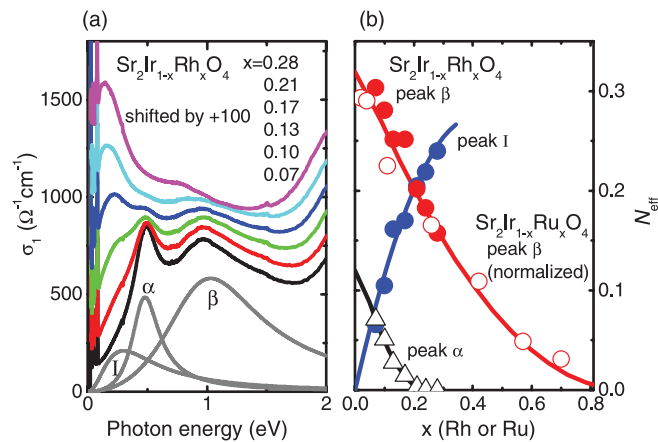 (a)
(b)
1500
1000
500
0
σ₁ (Ω⁻¹ cm⁻¹)
Sr₂Ir₁₋ₓRhₓO₄
x=0.28
0.21
shifted by +100
0.17
0.13
0.10
0.07
α
β
I
0
1
2
Photon energy (eV)
Sr₂Ir₁₋ₓRhₓO₄
peak β
peak I
Sr₂Ir₁₋ₓRuₓO₄
peak β
(normalized)
peak α
0.3
0.2
0.1
0.0
N_eff
0.0
0.2
0.4
0.6
0.8
x (Rh or Ru)